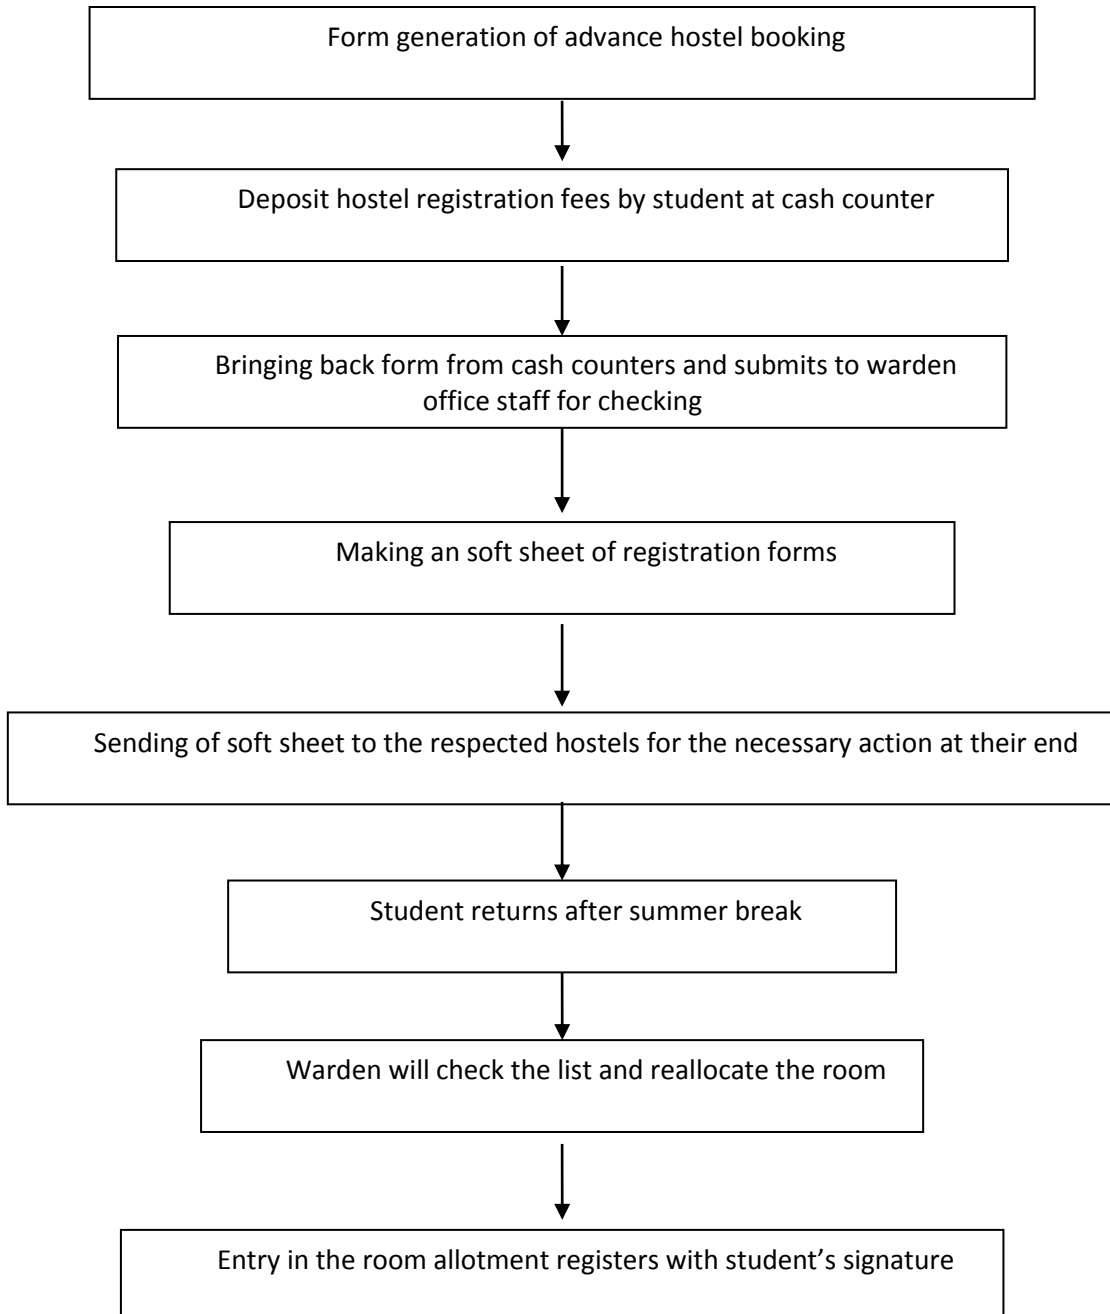 Form generation of advance hostel booking
Deposit hostel registration fees by student at cash counter
Bringing back form from cash counters and submits to warden
office staff for checking
Making an soft sheet of registration forms
Sending of soft sheet to the respected hostels for the necessary action at their end
Student returns after summer break
Warden will check the list and reallocate the room
Entry in the room allotment registers with student’s signature